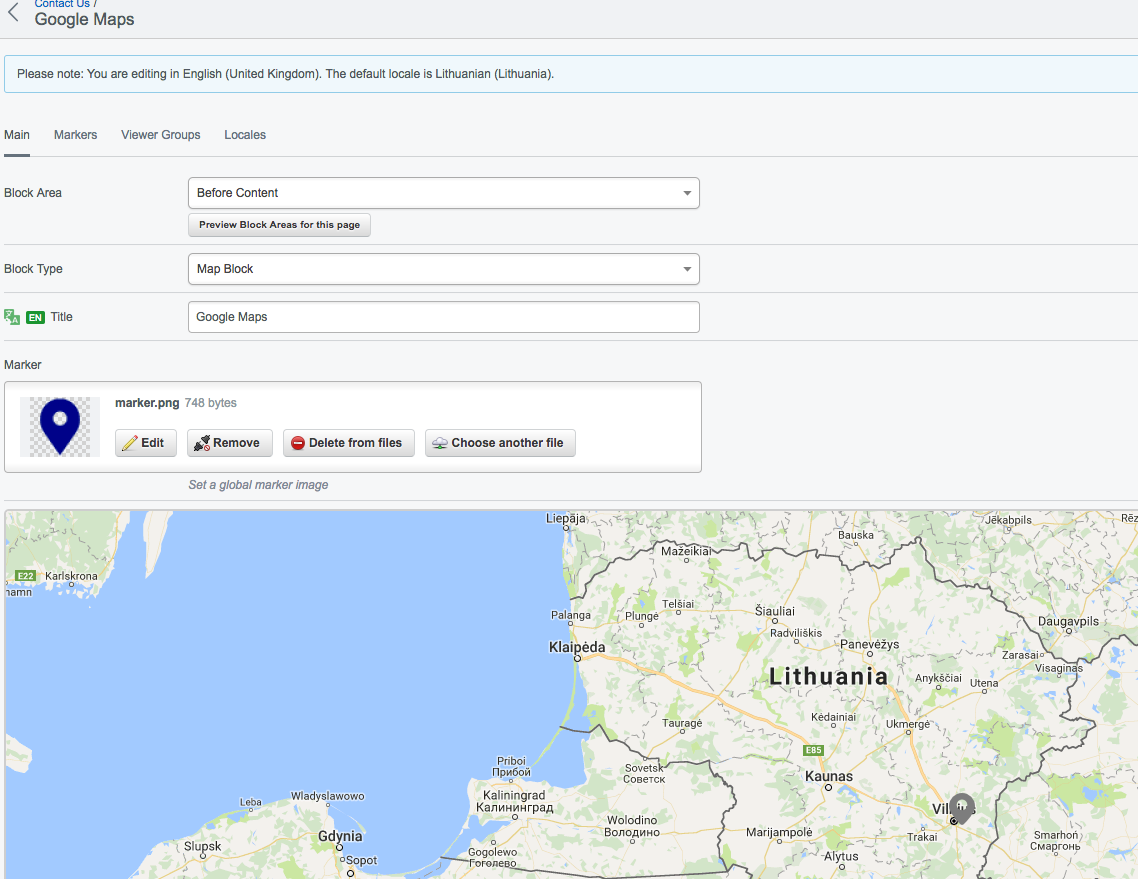 Contact Us /
Google Maps
Please note: You are editing in English (United Kingdom). The default locale is Lithuanian (Lithuania).
Main Markers Viewer Groups Locales
Block Area Before Content
Preview Block Areas for this page
Block Type Map Block
EN Title Google Maps
Marker
marker.png 748 bytes
Edit Remove Delete from files Choose another file
Set a global marker image
Liepāja
Jēkabpils
Bauska
Mažeikiai
E22 Karlskrona
Telšiai
Palanga
Plungė
Šiauliai
Daugavpils
Radviliškis
Klaipėda
Panevėžys
Zarasai
Visaginas
Lithuania
Anykščiai
Utena
Kėdainiai
Tauragė
Ukmergė
E85
Priboi
Прибой
Sovetsk
Советск
Kaunas
Kaliningrad
Калининград
Leba
Wladyslawowo
Wolodino
Володино
Marijampolė
Trakai
Smarhoń
Смаргонь
Gdynia
Slupsk
Sopot
Gogolewo
Гоголево
Alytus